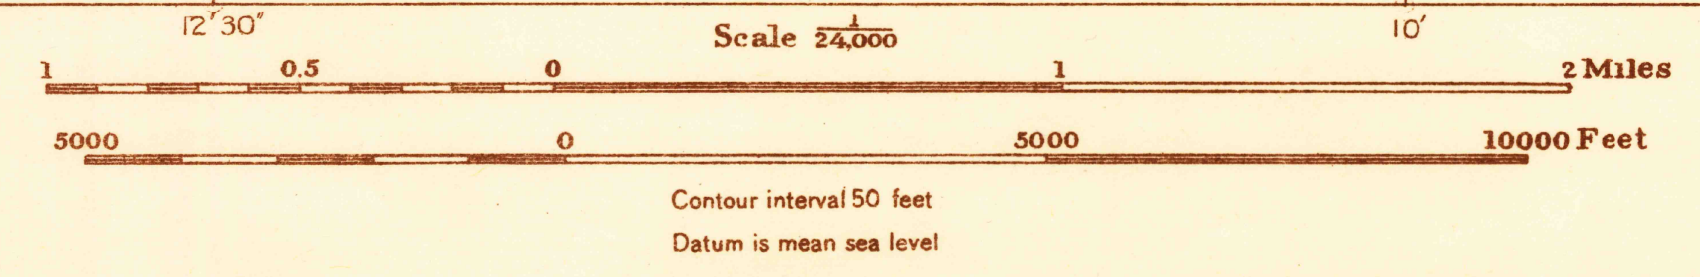 12′30″ 10′
Scale 1/24,000
1 0.5 0 1 2 Miles
5000 0 5000 10000 Feet
Contour interval 50 feet
Datum is mean sea level